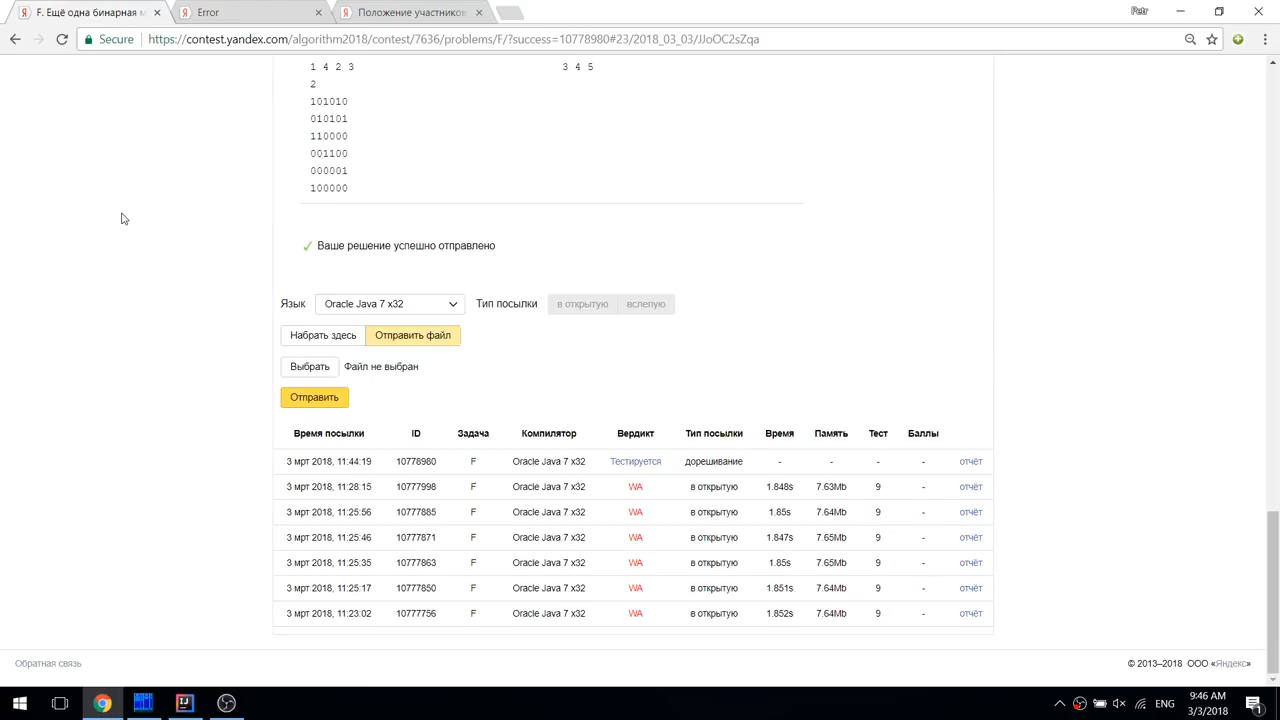 F. Ещё одна бинарная м
Error
Положение участников
Petr
Secure
https://contest.yandex.com/algorithm2018/contest/7636/problems/F/?success=10778980#23/2018_03_03/JJoOC2sZqa
1 4 2 3 3 4 5
2
101010
010101
110000
001100
000001
100000
Ваше решение успешно отправлено
Язык Oracle Java 7 x32 Тип посылки в открытую вслепую
Набрать здесь Отправить файл
Выбрать Файл не выбран
Отправить
Время посылки ID Задача Компилятор Вердикт Тип посылки Время Память Тест Баллы
3 мрт 2018, 11:44:19 10778980 F Oracle Java 7 x32 Тестируется дорешивание - - - - отчёт
3 мрт 2018, 11:28:15 10777998 F Oracle Java 7 x32 WA в открытую 1.848s 7.63Mb 9 - отчёт
3 мрт 2018, 11:25:56 10777885 F Oracle Java 7 x32 WA в открытую 1.85s 7.64Mb 9 - отчёт
3 мрт 2018, 11:25:46 10777871 F Oracle Java 7 x32 WA в открытую 1.847s 7.65Mb 9 - отчёт
3 мрт 2018, 11:25:35 10777863 F Oracle Java 7 x32 WA в открытую 1.85s 7.65Mb 9 - отчёт
3 мрт 2018, 11:25:17 10777850 F Oracle Java 7 x32 WA в открытую 1.851s 7.64Mb 9 - отчёт
3 мрт 2018, 11:23:02 10777756 F Oracle Java 7 x32 WA в открытую 1.852s 7.64Mb 9 - отчёт
Обратная связь © 2013–2018 ООО «Яндекс»
ENG
9:46 AM
3/3/2018
1